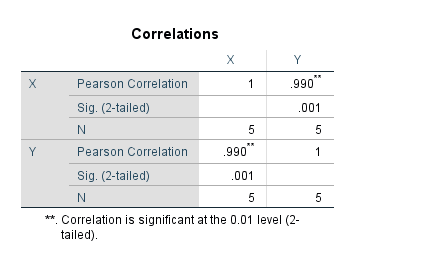 Correlations
X Y
X Pearson Correlation 1 .990**
Sig. (2-tailed) .001
N 5 5
Y Pearson Correlation .990** 1
Sig. (2-tailed) .001
N 5 5
**. Correlation is significant at the 0.01 level (2-
tailed).